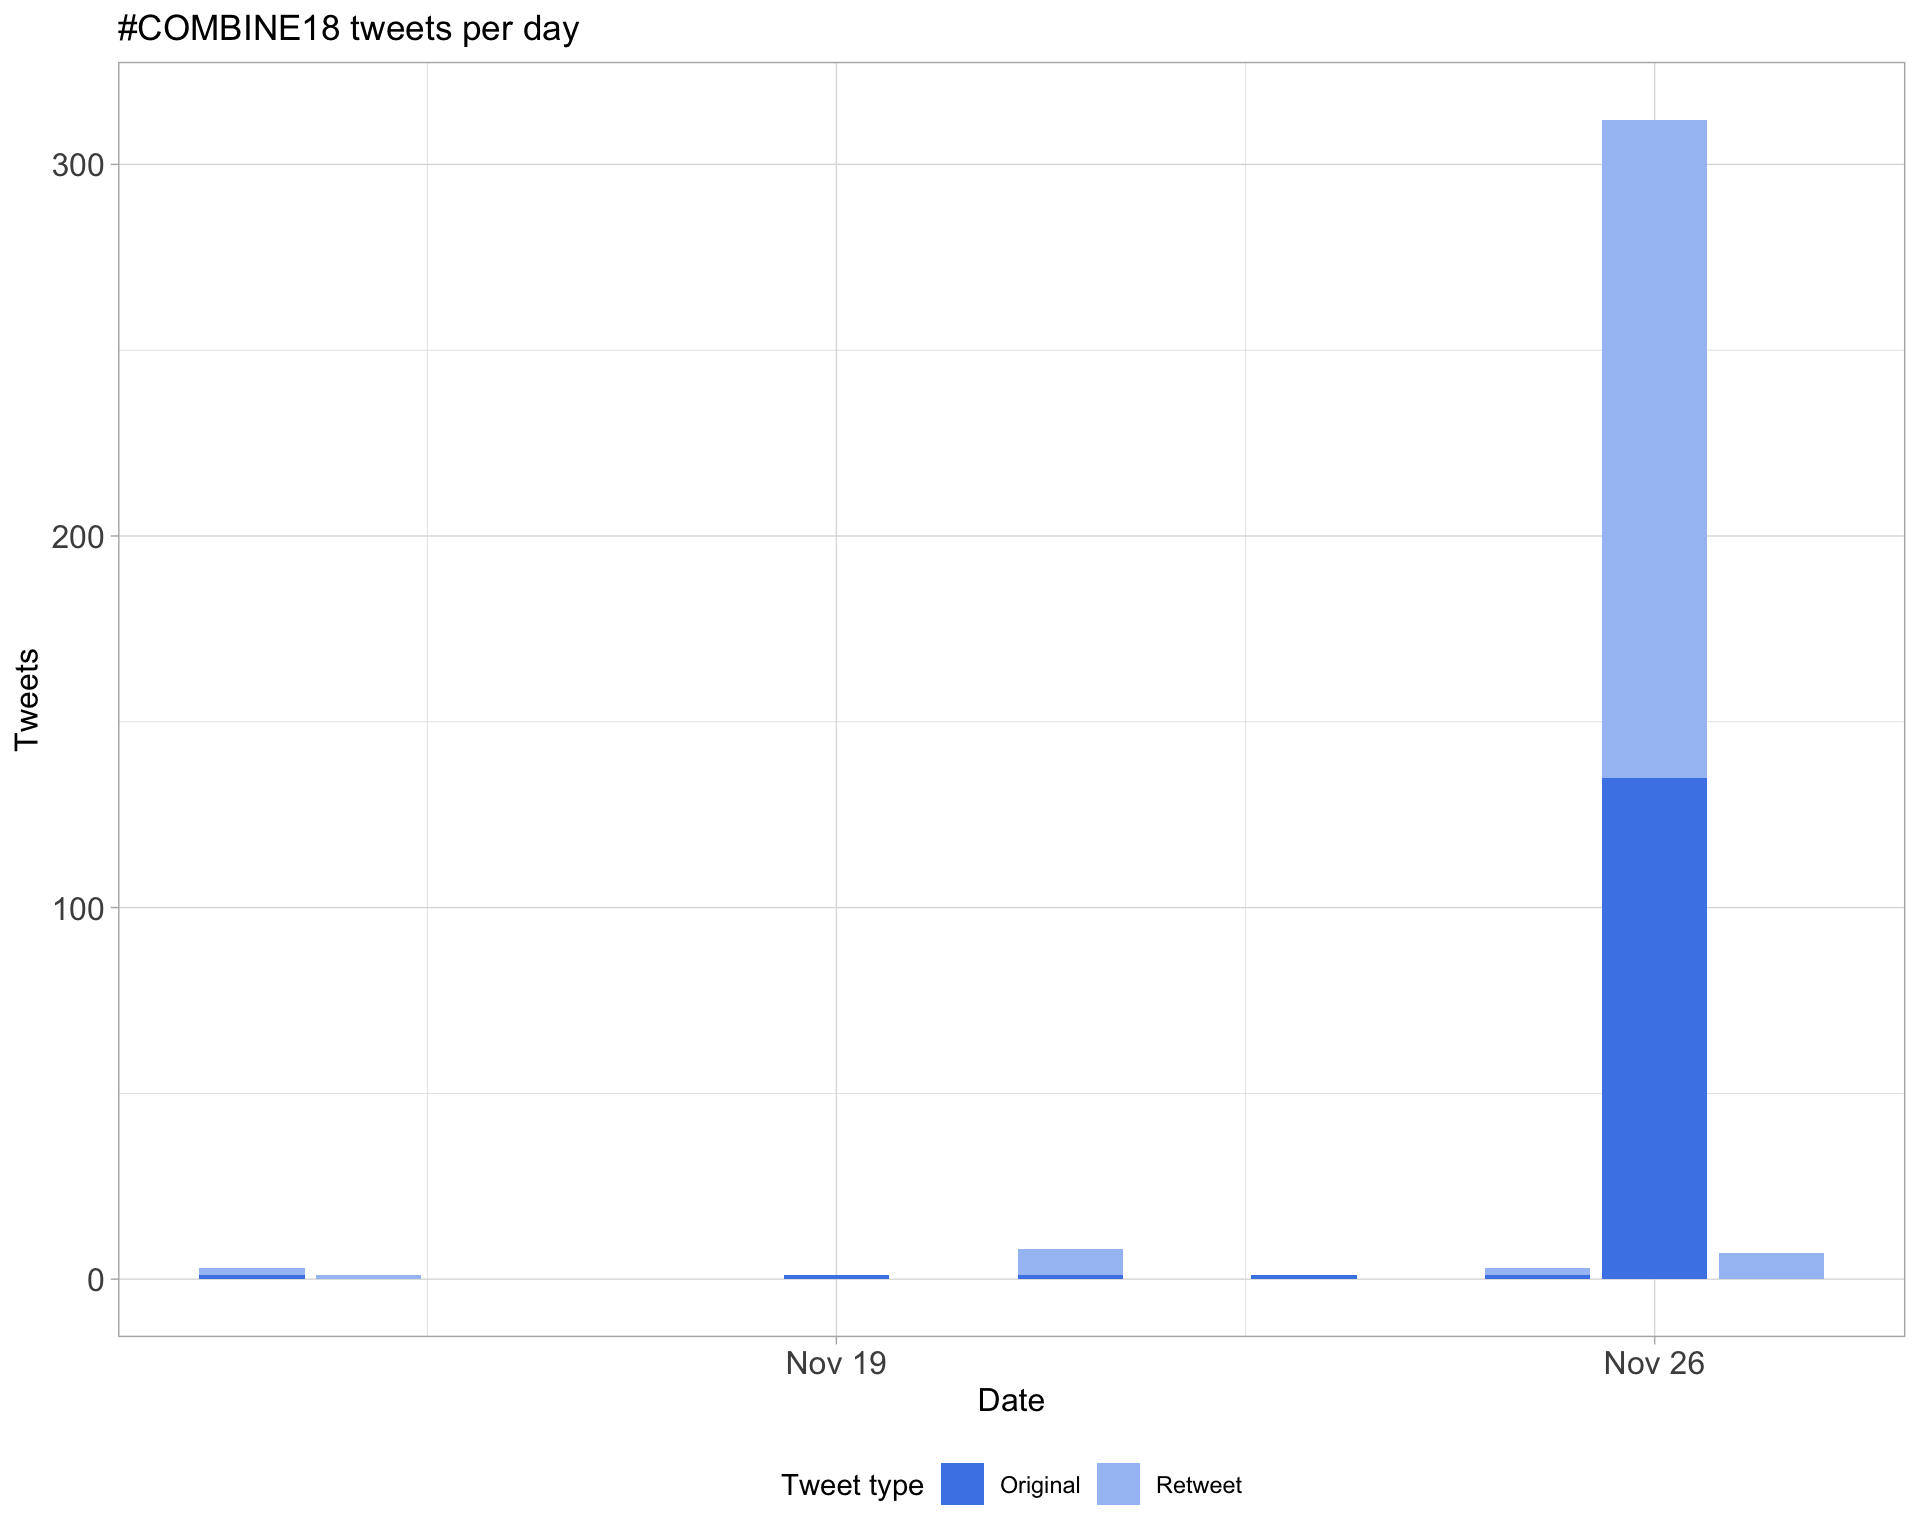 #COMBINE18 tweets per day
300
200
100
0
Tweets
Nov 19
Nov 26
Date
Tweet type
Original
Retweet